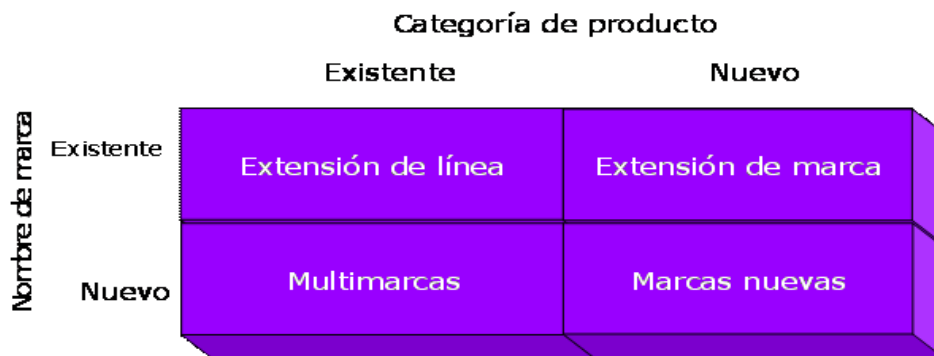 Categoría de producto
Existente Nuevo
Nombre de marca
Existente Extensión de línea Extensión de marca
Nuevo Multimarcas Marcas nuevas